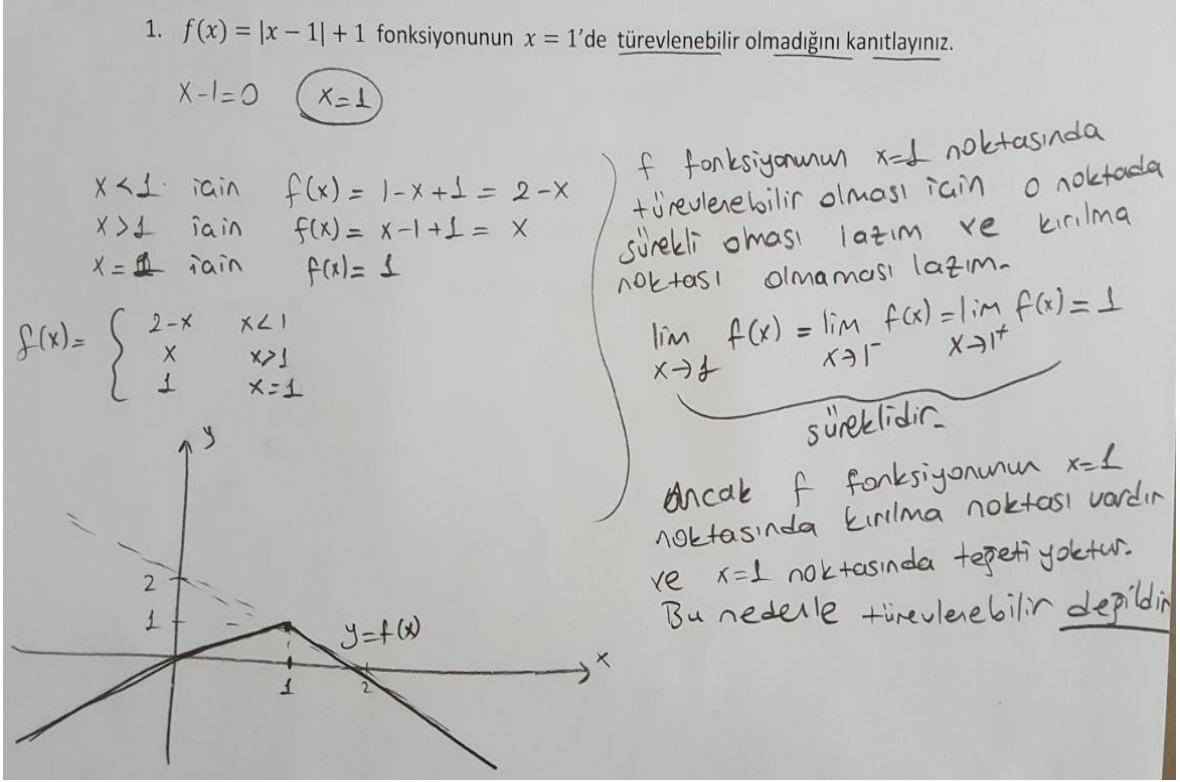 1. f(x) = |x − 1| + 1 fonksiyonunun x = 1'de türevlenebilir olmadığını kanıtlayınız.
x-1=0 x=1
x<1 için f(x) = 1-x+1 = 2-x
x>1 için f(x) = x-1+1 = x
x=1 için f(x) = 1
f(x)= { 2-x x<1
x x>1
1 x=1
y
2
1
y=f(x)
x
1
2
f fonksiyonunun x=1 noktasında
türevlenebilir olması için o noktada
sürekli oması lazım ve kırılma
noktası olmaması lazım.
lim f(x) = lim f(x) = lim f(x) = 1
x→1 x→1⁻ x→1⁺
süreklidir.
Ancak f fonksiyonunun x=1
noktasında kırılma noktası vardır
ve x=1 noktasında teğeti yoktur.
Bu nedenle türevlenebilir değildir